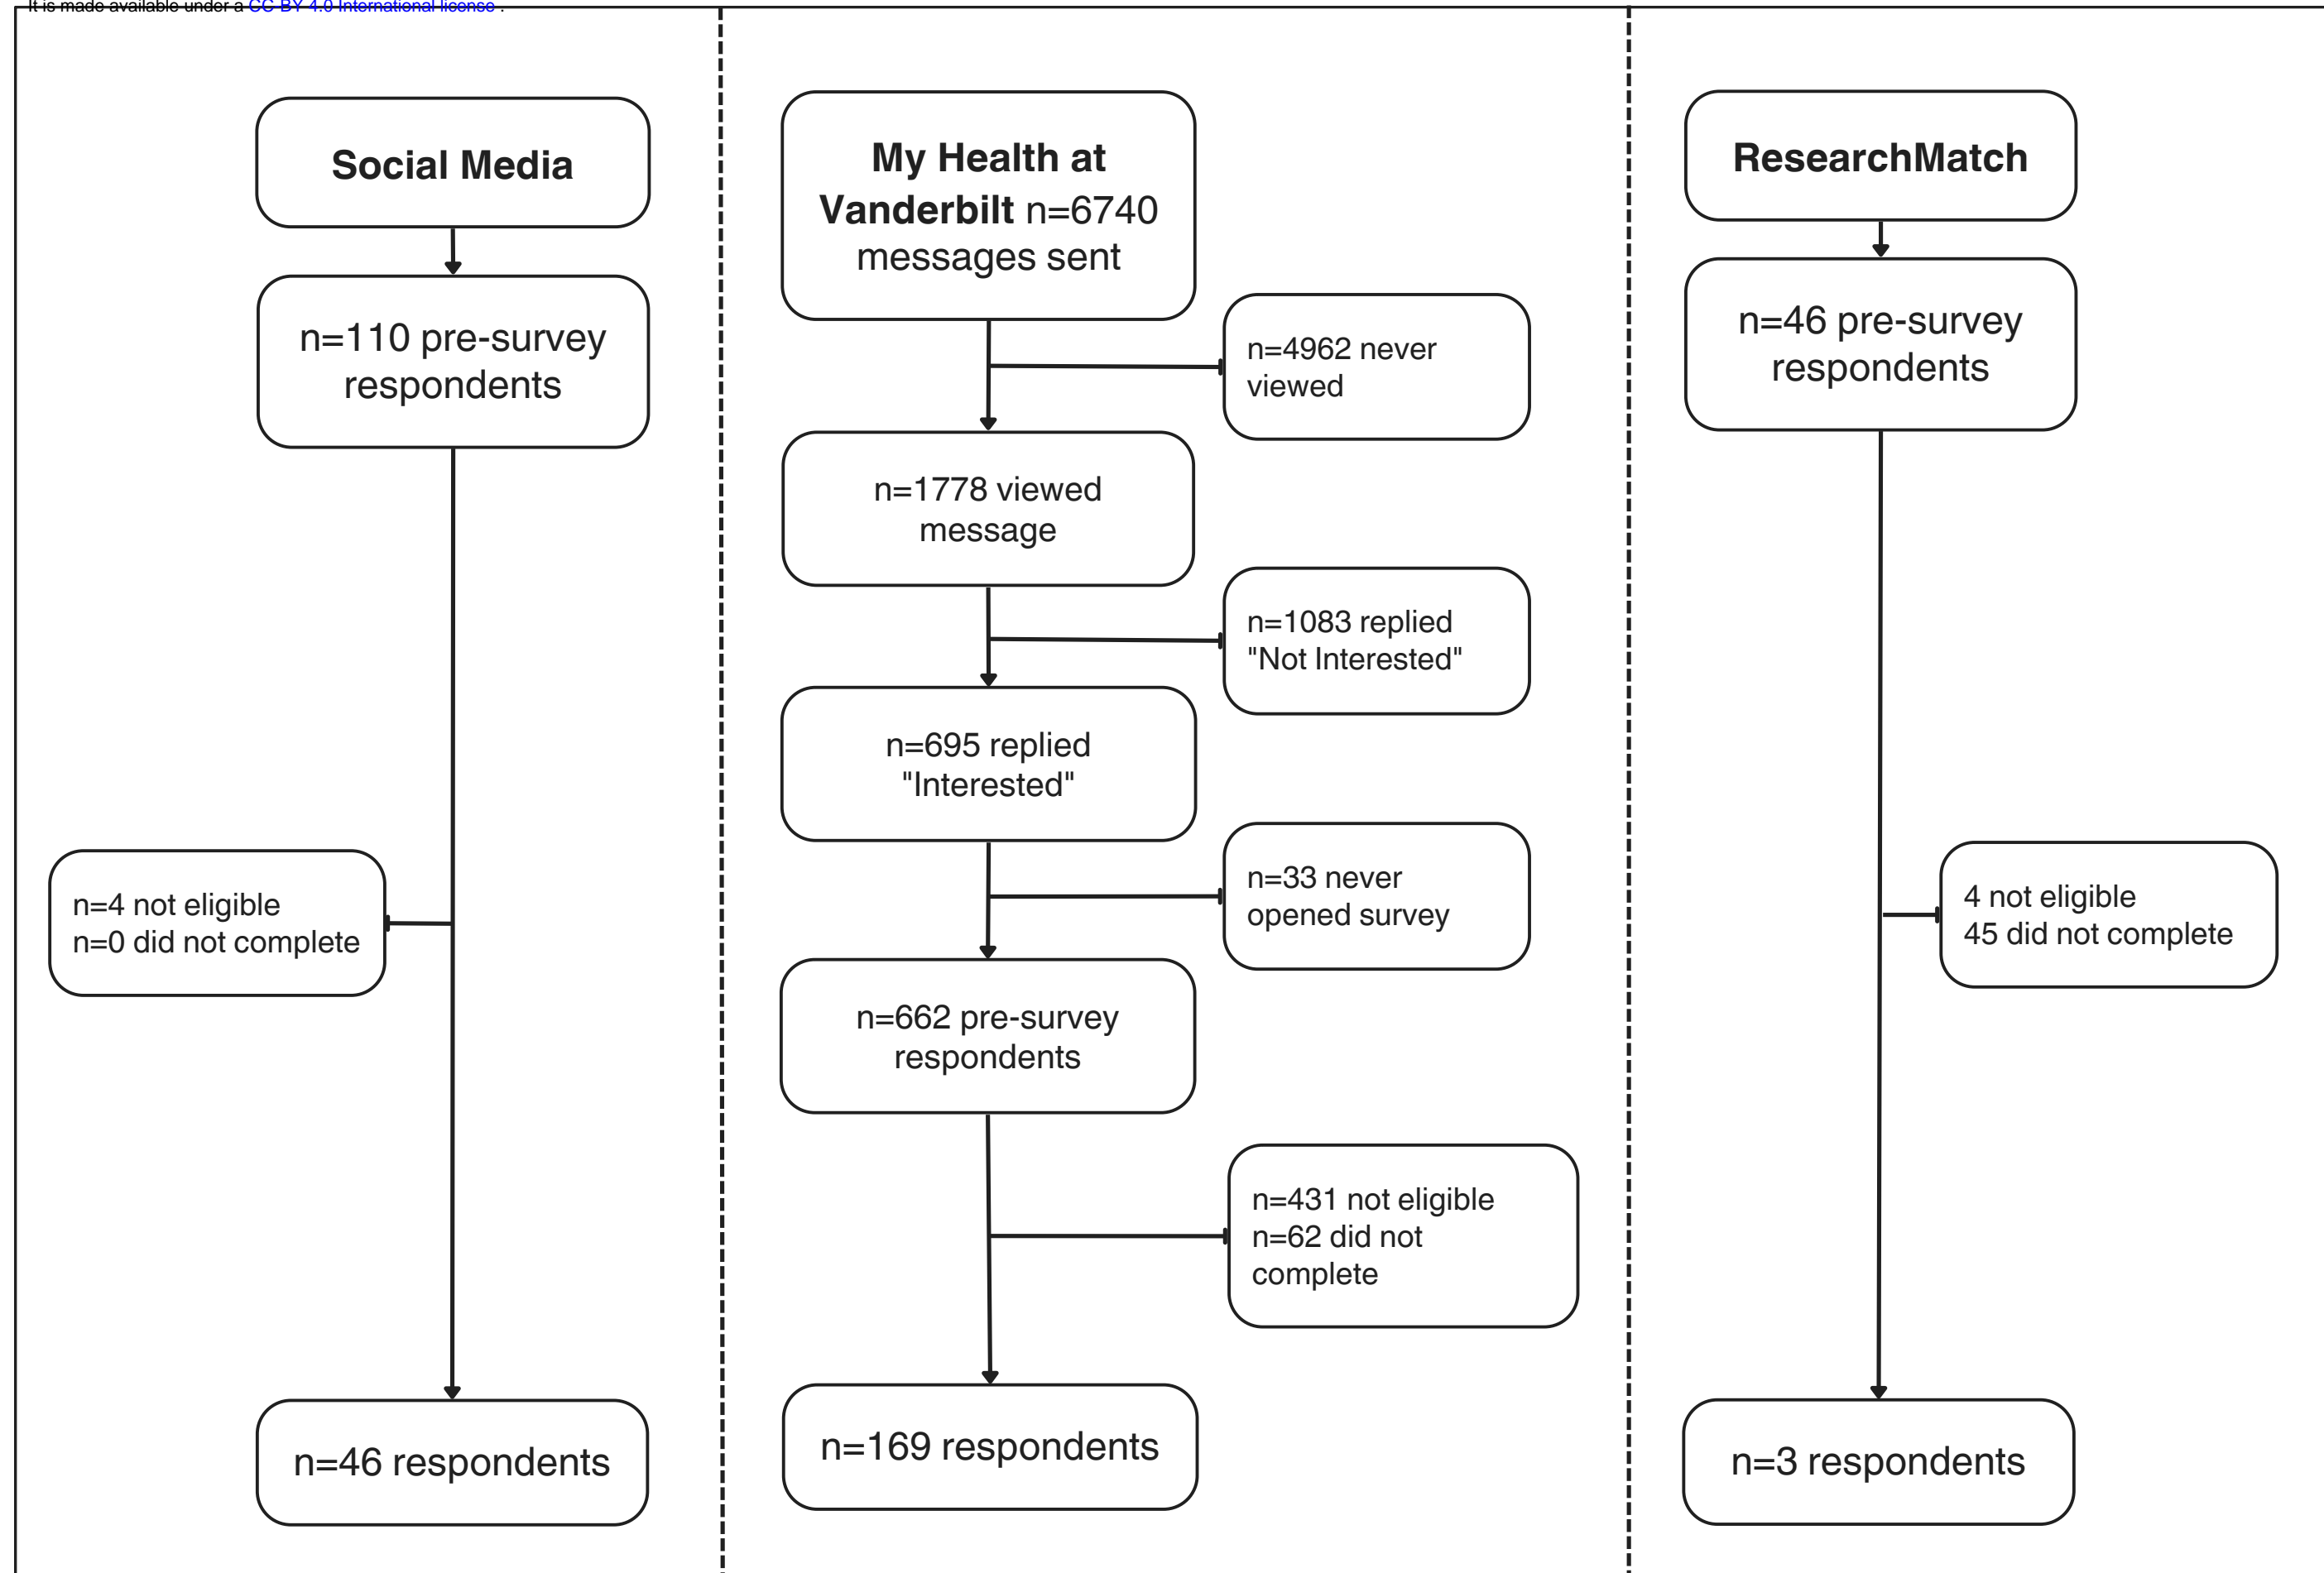 It is made available under a CC-BY 4.0 International license .
Social Media
n=110 pre-survey
respondents
n=4 not eligible
n=0 did not complete
n=46 respondents
My Health at
Vanderbilt n=6740
messages sent
n=4962 never
viewed
n=1778 viewed
message
n=1083 replied
"Not Interested"
n=695 replied
"Interested"
n=33 never
opened survey
n=662 pre-survey
respondents
n=431 not eligible
n=62 did not
complete
n=169 respondents
ResearchMatch
n=46 pre-survey
respondents
4 not eligible
45 did not complete
n=3 respondents